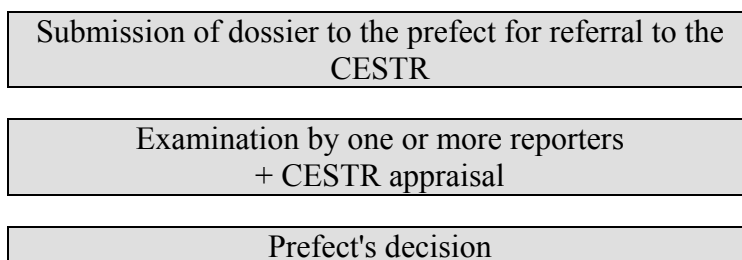 Submission of dossier to the prefect for referral to the
CESTR
Examination by one or more reporters
+ CESTR appraisal
Prefect's decision